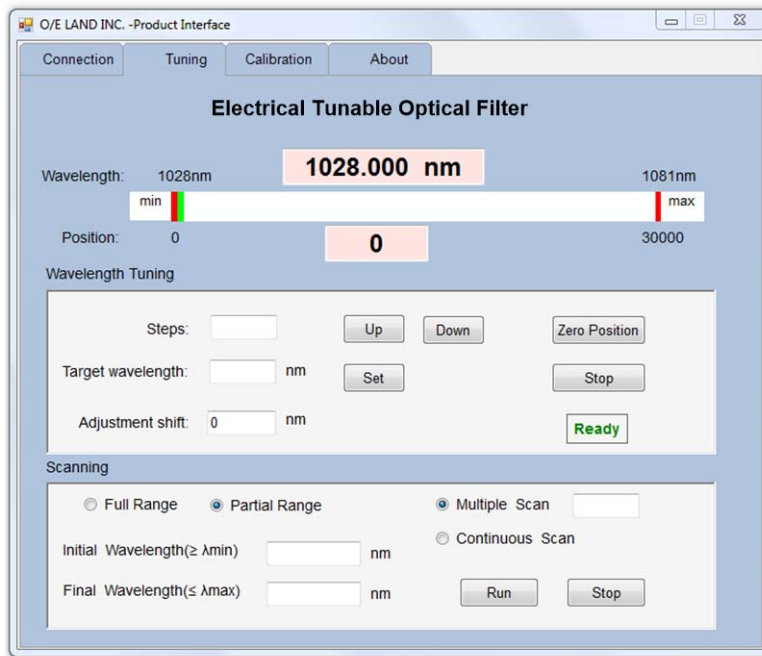 O/E LAND INC. -Product Interface
Connection Tuning Calibration About
Electrical Tunable Optical Filter
Wavelength: 1028nm 1028.000 nm 1081nm
min max
Position: 0 0 30000
Wavelength Tuning
Steps: Up Down Zero Position
Target wavelength: nm Set Stop
Adjustment shift: 0 nm Ready
Scanning
Full Range Partial Range Multiple Scan
Continuous Scan
Initial Wavelength(≥ λmin) nm
Final Wavelength(≤ λmax) nm Run Stop